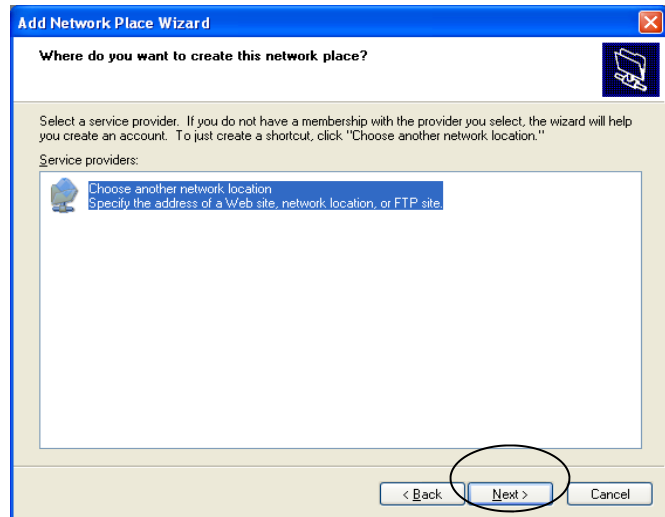 Add Network Place Wizard
Where do you want to create this network place?
Select a service provider. If you do not have a membership with the provider you select, the wizard will help
you create an account. To just create a shortcut, click "Choose another network location."
Service providers:
Choose another network location
Specify the address of a Web site, network location, or FTP site.
< Back Next > Cancel